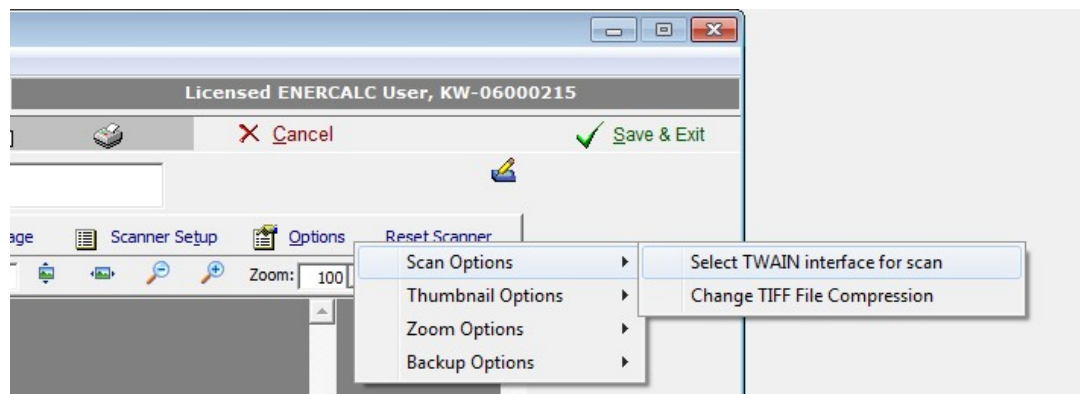 Licensed ENERCALC User, KW-06000215
Cancel
Save & Exit
age
Scanner Setup
Options
Reset Scanner
Zoom:
100
Scan Options
Select TWAIN interface for scan
Thumbnail Options
Change TIFF File Compression
Zoom Options
Backup Options